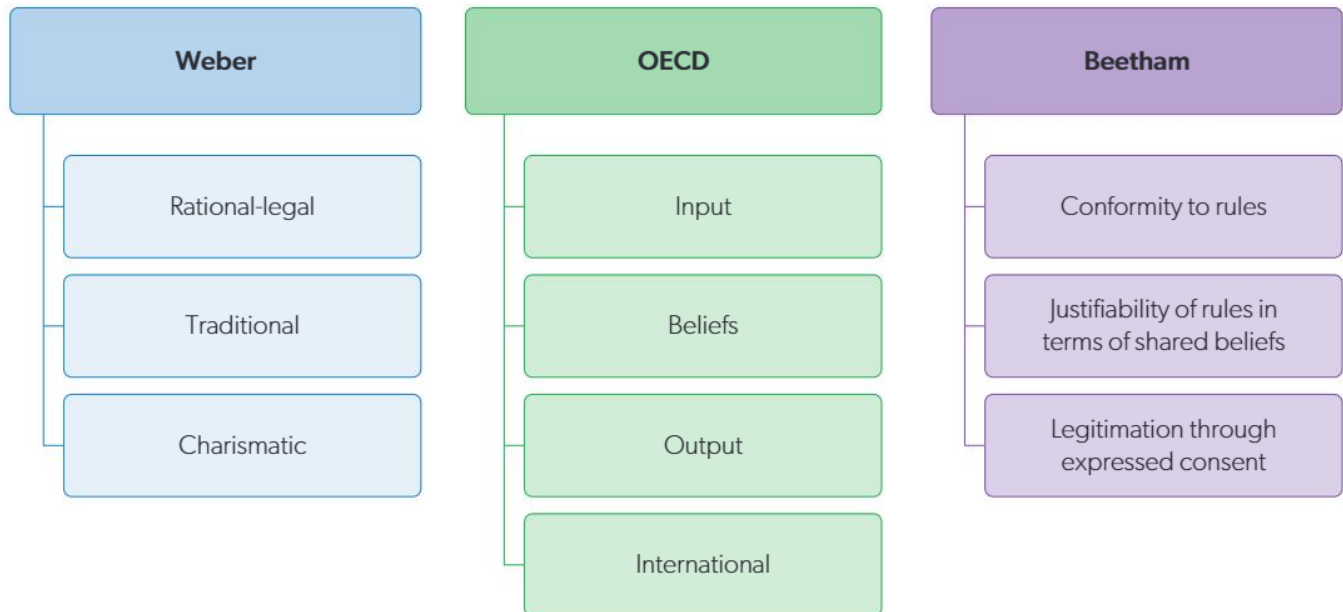 Weber
Rational-legal
Traditional
Charismatic
OECD
Input
Beliefs
Output
International
Beetham
Conformity to rules
Justifiability of rules in
terms of shared beliefs
Legitimation through
expressed consent